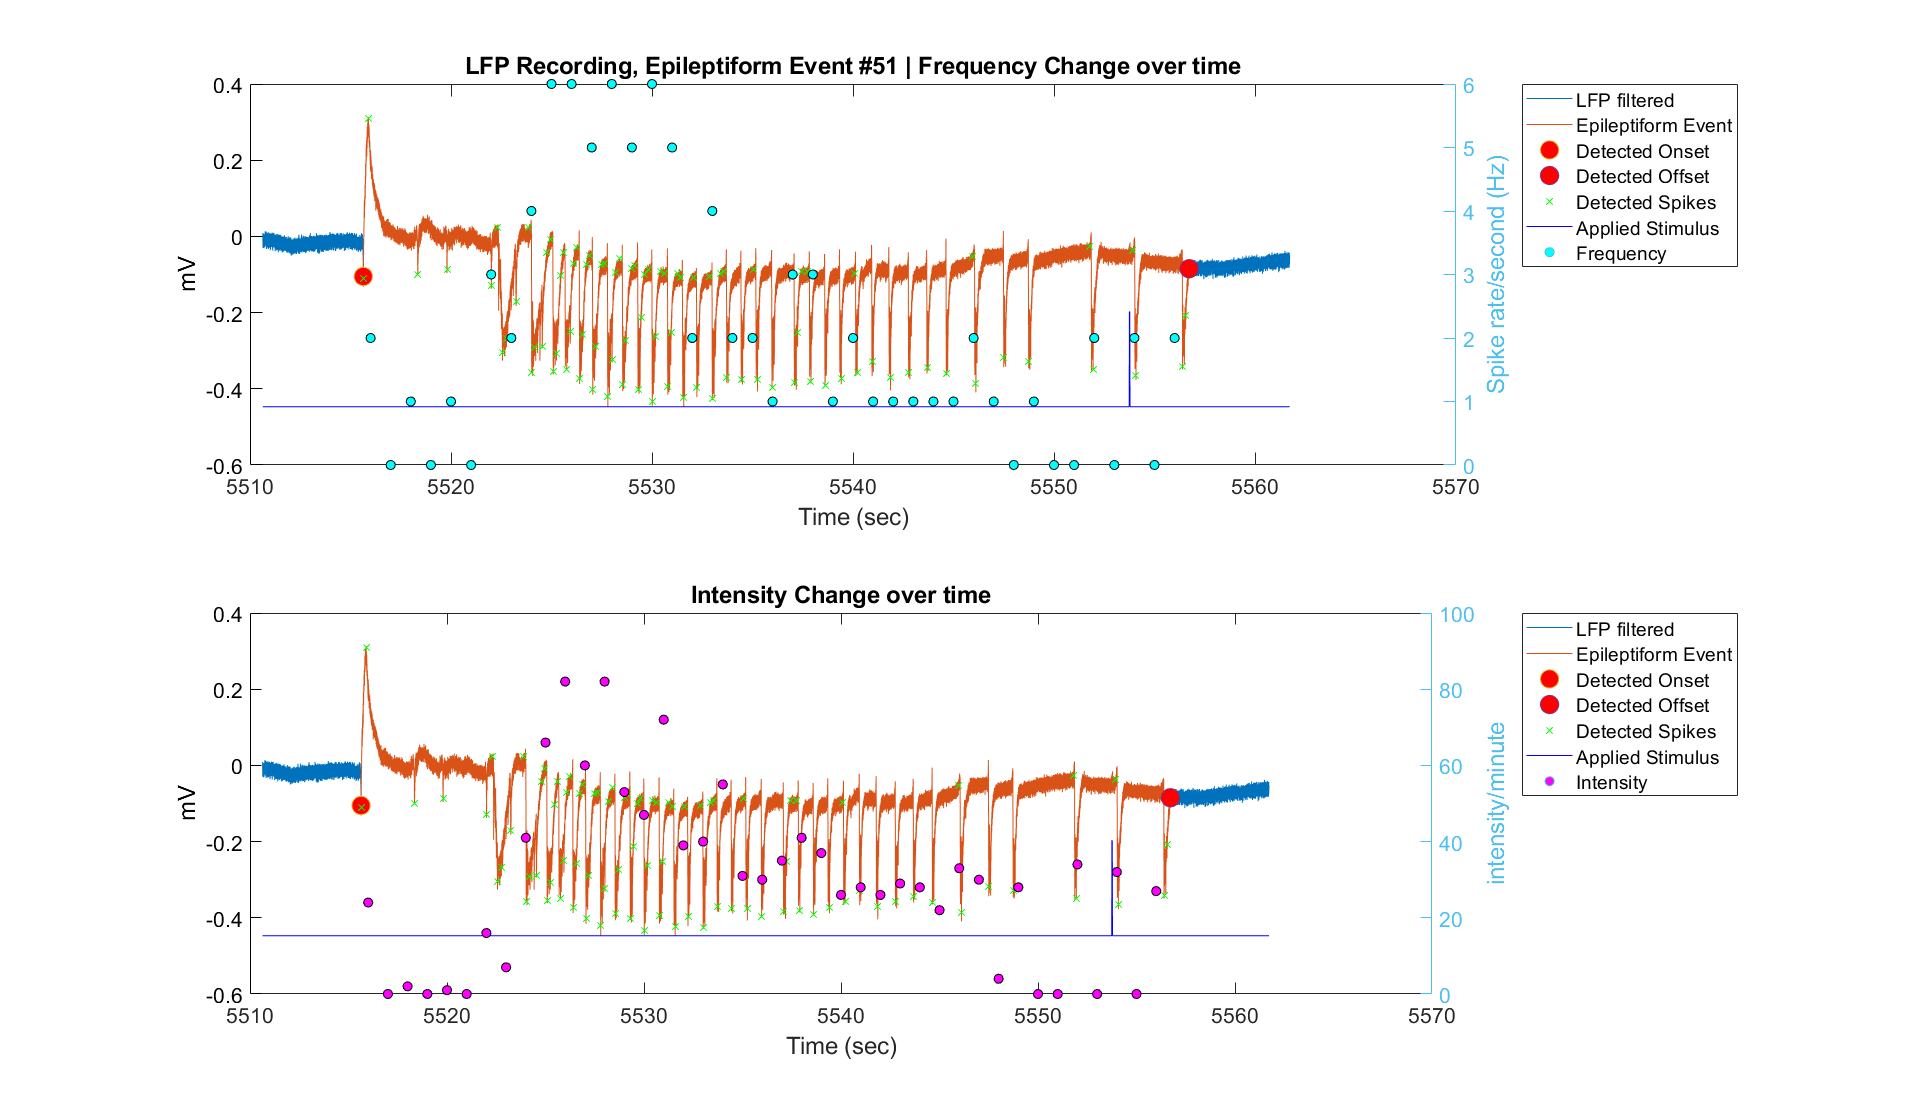 LFP Recording, Epileptiform Event #51 | Frequency Change over time
0.4
0.2
0
-0.2
-0.4
-0.6
mV
5510 5520 5530 5540 5550 5560 5570
Time (sec)
6
5
4
3
2
1
0
Spike rate/second (Hz)
LFP filtered
Epileptiform Event
Detected Onset
Detected Offset
Detected Spikes
Applied Stimulus
Frequency
Intensity Change over time
0.4
0.2
0
-0.2
-0.4
-0.6
mV
5510 5520 5530 5540 5550 5560 5570
Time (sec)
100
80
60
40
20
0
intensity/minute
LFP filtered
Epileptiform Event
Detected Onset
Detected Offset
Detected Spikes
Applied Stimulus
Intensity